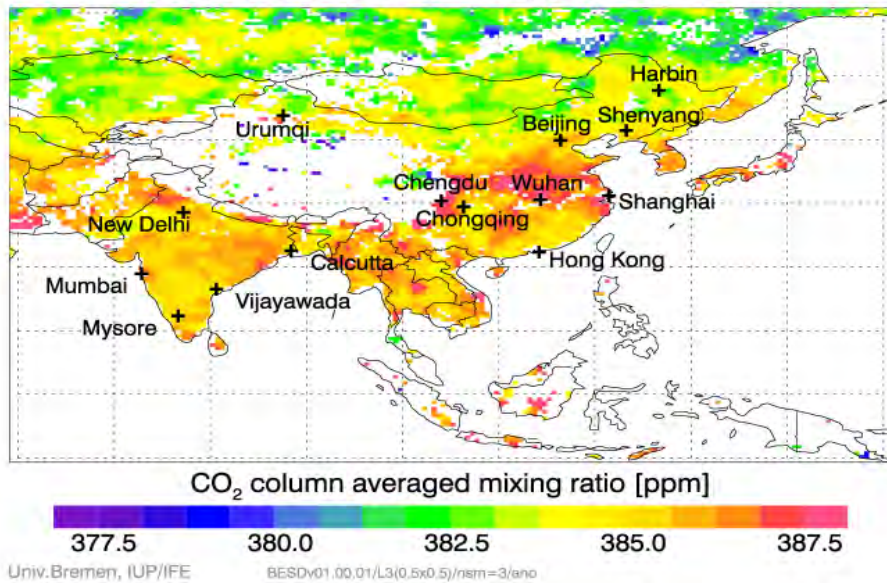 Harbin
Urumqi
Beijing
Shenyang
Chengdu
Wuhan
Shanghai
Chongqing
New Delhi
Calcutta
Hong Kong
Mumbai
Vijayawada
Mysore
CO₂ column averaged mixing ratio [ppm]
377.5 380.0 382.5 385.0 387.5
Univ.Bremen, IUP/IFE BESDv01.00.01/L3(0.5x0.5)/nsm=3/ano